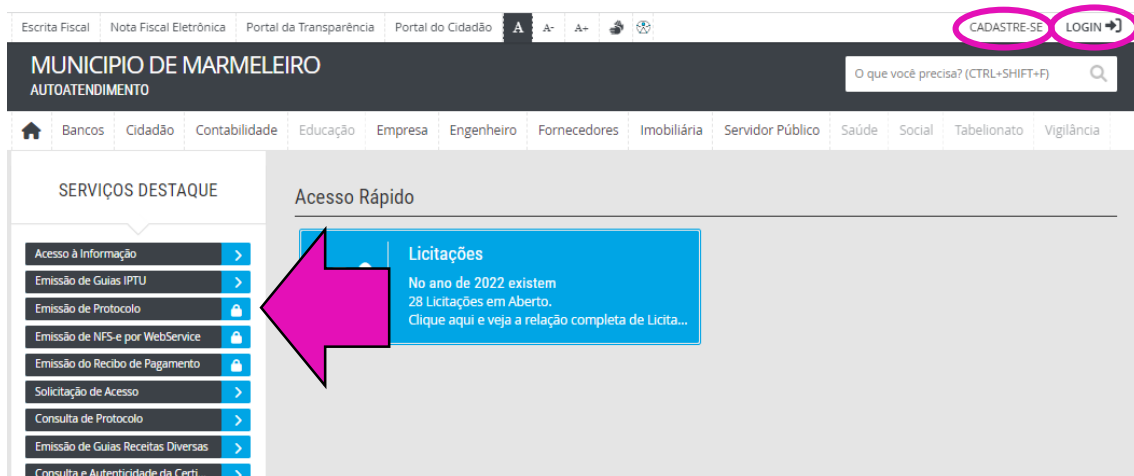 Escrita Fiscal Nota Fiscal Eletrônica Portal da Transparência Portal do Cidadão A A- A+ CADASTRE-SE LOGIN
MUNICIPIO DE MARMELEIRO
AUTOATENDIMENTO
O que você precisa? (CTRL+SHIFT+F)
Bancos Cidadão Contabilidade Educação Empresa Engenheiro Fornecedores Imobiliária Servidor Público Saúde Social Tabelionato Vigilância
SERVIÇOS DESTAQUE
Acesso à Informação
Emissão de Guias IPTU
Emissão de Protocolo
Emissão de NFS-e por WebService
Emissão do Recibo de Pagamento
Solicitação de Acesso
Consulta de Protocolo
Emissão de Guias Receitas Diversas
Consulta e Autenticidade da Certi...
Acesso Rápido
Licitações
No ano de 2022 existem
28 Licitações em Aberto.
Clique aqui e veja a relação completa de Licita...